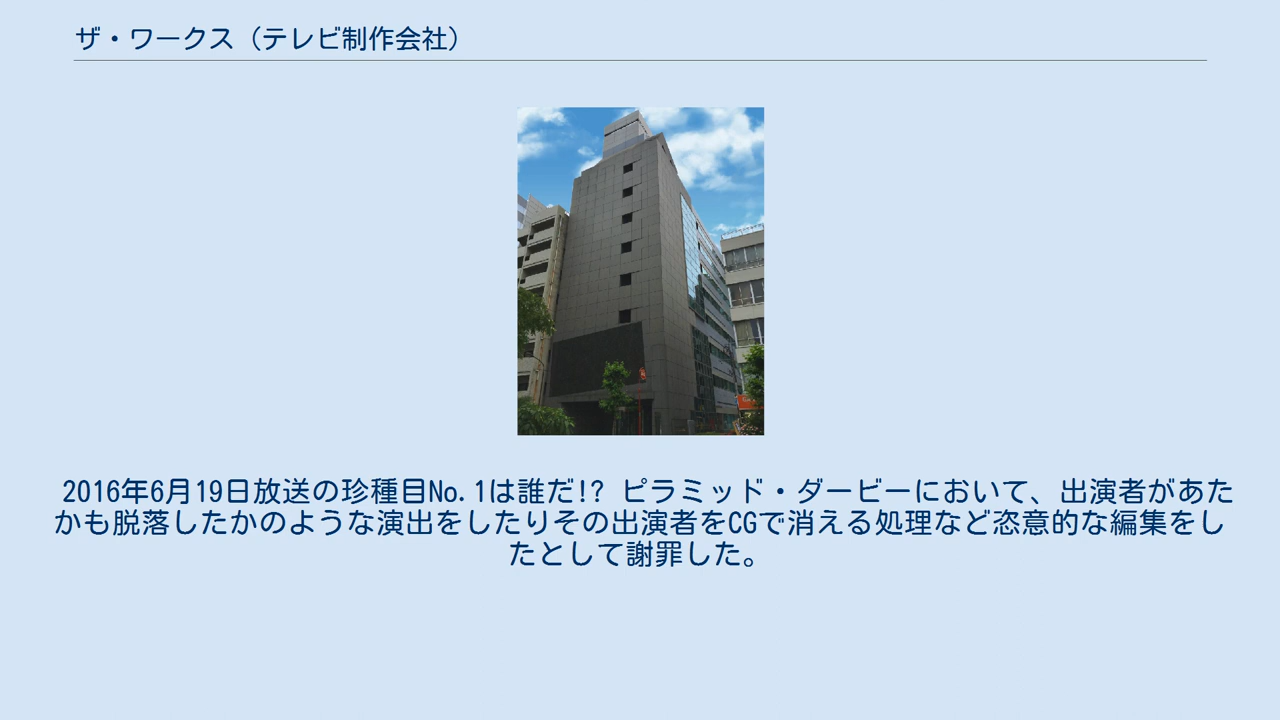 ザ・ワークス（テレビ制作会社）
2016年6月19日放送の珍種目No.1は誰だ!? ピラミッド・ダービーにおいて、出演者があた
かも脱落したかのような演出をしたりその出演者をCGで消える処理など恣意的な編集をし
たとして謝罪した。